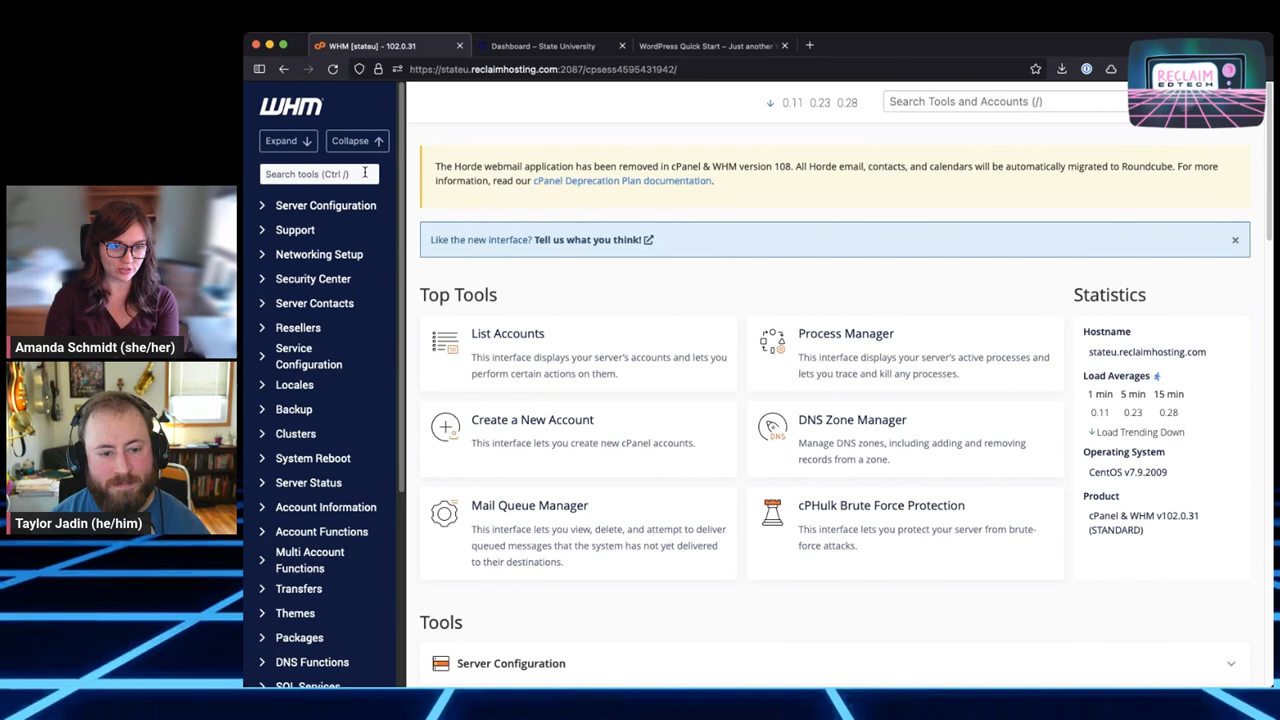 WHM [stateu] - 102.0.31
Dashboard – State University
WordPress Quick Start – Just another
https://stateu.reclaimhosting.com:2087/cpsess4595431942/
RECLAIM
EDTECH
WHM
0.11 0.23 0.28
Search Tools and Accounts (/)
Expand
Collapse
Search tools (Ctrl /)
Server Configuration
Support
Networking Setup
Security Center
Server Contacts
Resellers
Service
Configuration
Locales
Backup
Clusters
System Reboot
Server Status
Account Information
Account Functions
Multi Account
Functions
Transfers
Themes
Packages
DNS Functions
SQL Services
The Horde webmail application has been removed in cPanel & WHM version 108. All Horde email, contacts, and calendars will be automatically migrated to Roundcube. For more
information, read our cPanel Deprecation Plan documentation.
Like the new interface? Tell us what you think!
Top Tools
List Accounts
This interface displays your server's accounts and lets you
perform certain actions on them.
Process Manager
This interface displays your server's active processes and
lets you trace and kill any processes.
Create a New Account
This interface lets you create new cPanel accounts.
DNS Zone Manager
Manage DNS zones, including adding and removing
records from a zone.
Mail Queue Manager
This interface lets you view, delete, and attempt to deliver
queued messages that the system has not yet delivered
to their destinations.
cPHulk Brute Force Protection
This interface lets you protect your server from brute-
force attacks.
DNS
Statistics
Hostname
stateu.reclaimhosting.com
Load Averages
1 min 5 min 15 min
0.11 0.23 0.28
Load Trending Down
Operating System
CentOS v7.9.2009
Product
cPanel & WHM v102.0.31
(STANDARD)
Tools
Server Configuration
Amanda Schmidt (she/her)
Taylor Jadin (he/him)